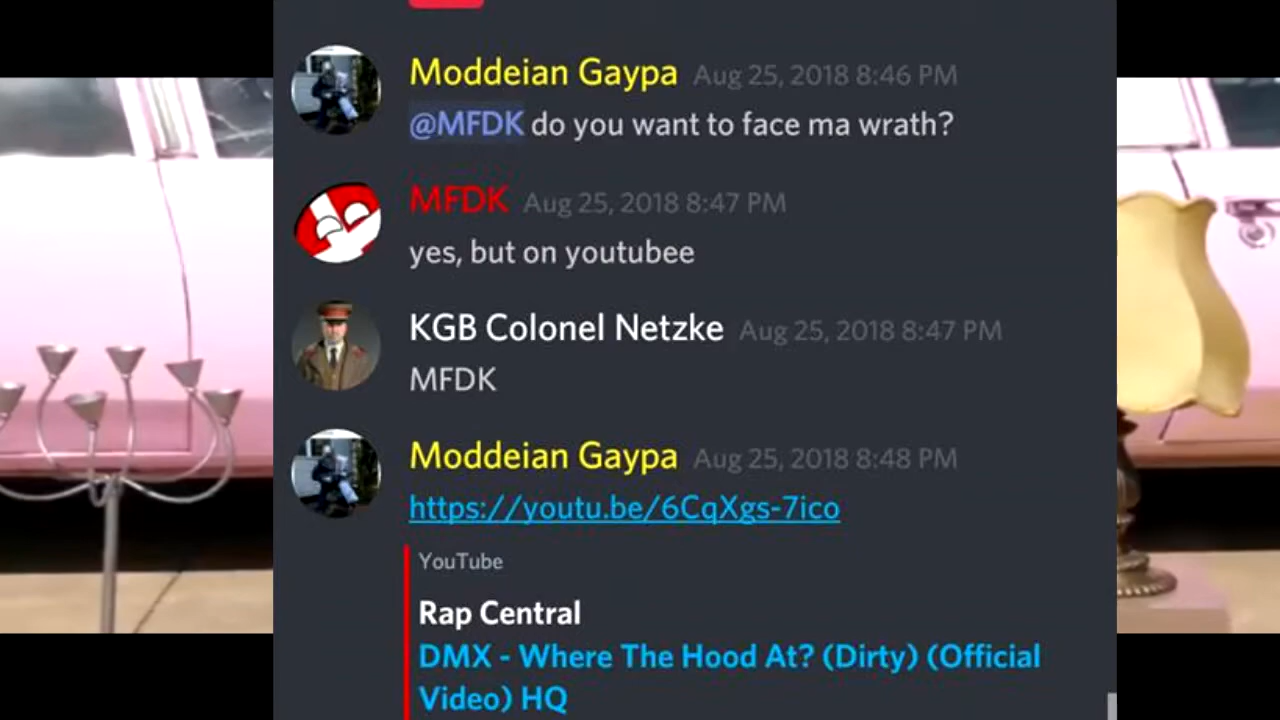 Moddeian Gaypa Aug 25, 2018 8:46 PM
@MFDK do you want to face ma wrath?
MFDK Aug 25, 2018 8:47 PM
yes, but on youtubee
KGB Colonel Netzke Aug 25, 2018 8:47 PM
MFDK
Moddeian Gaypa Aug 25, 2018 8:48 PM
https://youtu.be/6CqXgs-7ico
YouTube
Rap Central
DMX - Where The Hood At? (Dirty) (Official
Video) HQ